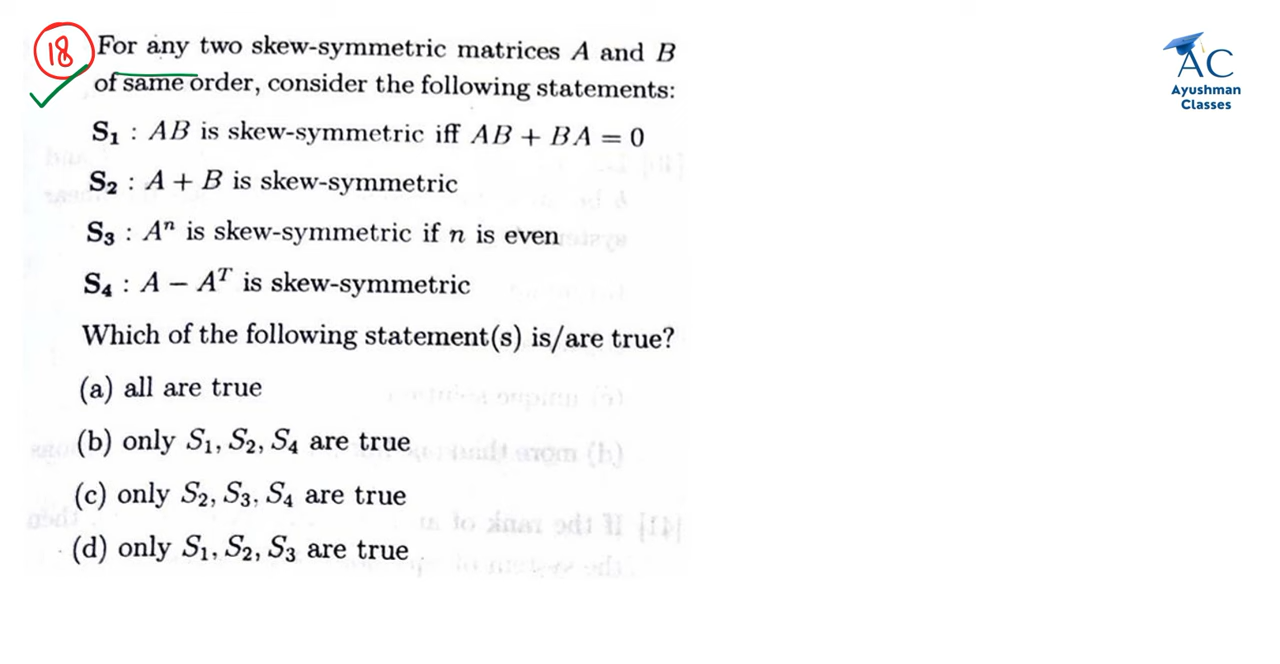 18 For any two skew-symmetric matrices A and B
of same order, consider the following statements:
S₁ : AB is skew-symmetric iff AB + BA = 0
S₂ : A + B is skew-symmetric
S₃ : Aⁿ is skew-symmetric if n is even
S₄ : A − Aᵀ is skew-symmetric
Which of the following statement(s) is/are true?
(a) all are true
(b) only S₁, S₂, S₄ are true
(c) only S₂, S₃, S₄ are true
(d) only S₁, S₂, S₃ are true
AC
Ayushman
Classes